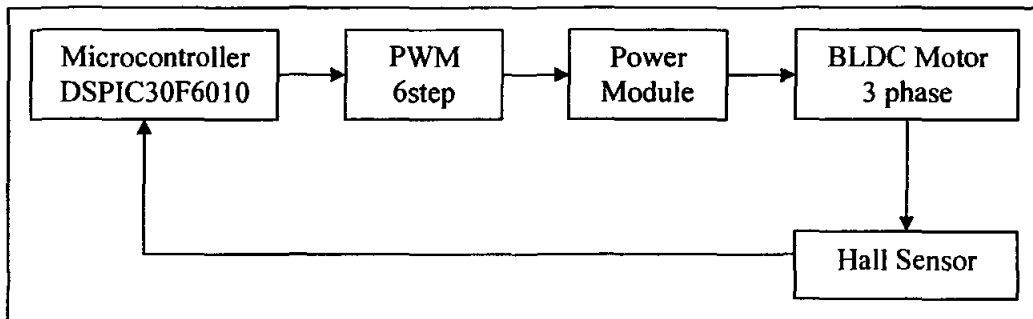 Microcontroller
DSPIC30F6010
PWM
6step
Power
Module
BLDC Motor
3 phase
Hall Sensor